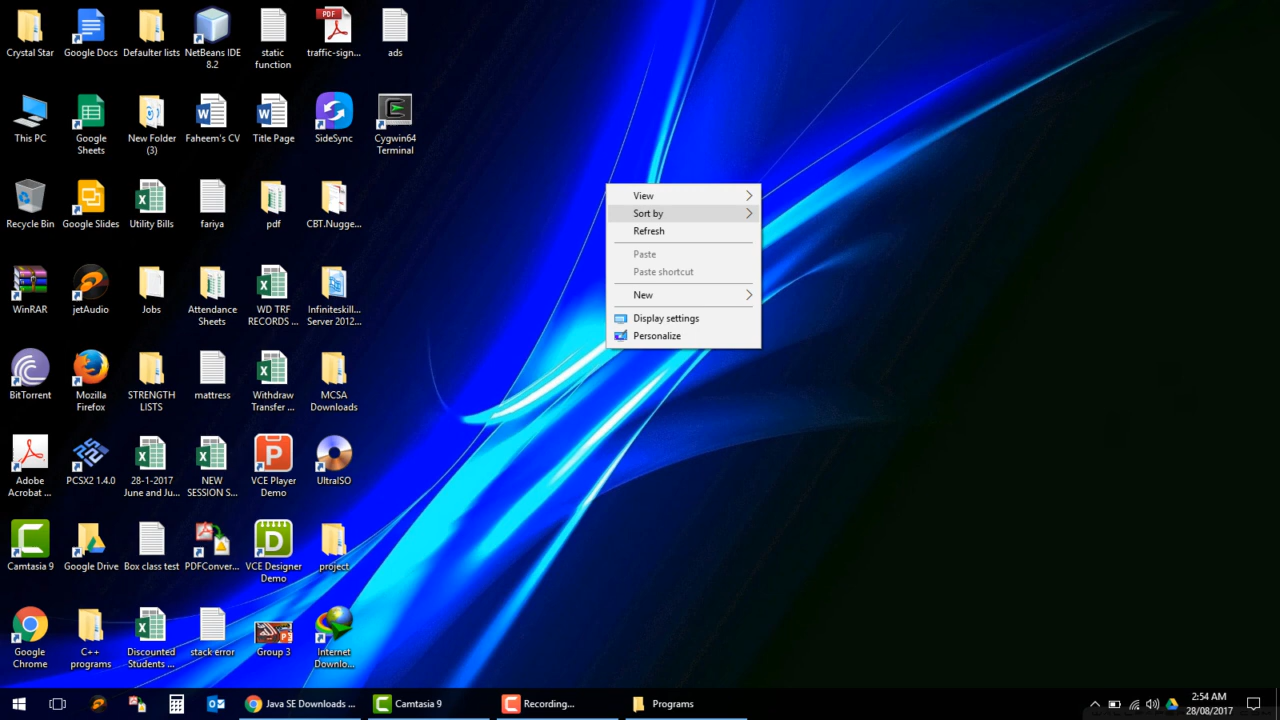 Crystal Star
Google Docs
Defaulter lists
NetBeans IDE
8.2
static
function
traffic-sign...
ads
This PC
Google
Sheets
New Folder
(3)
Faheem's CV
Title Page
SideSync
Cygwin64
Terminal
Recycle Bin
Google Slides
Utility Bills
fariya
pdf
CBT.Nugge...
WinRAR
jetAudio
Jobs
Attendance
Sheets
WD TRF
RECORDS ...
Infiniteskill...
Server 2012...
BitTorrent
Mozilla
Firefox
STRENGTH
LISTS
mattress
Withdraw
Transfer ...
MCSA
Downloads
Adobe
Acrobat ...
PCSX2 1.4.0
28-1-2017
June and Ju...
NEW
SESSION S...
VCE Player
Demo
UltraISO
Camtasia 9
Google Drive
Box class test
PDFConver...
VCE Designer
Demo
project
Google
Chrome
C++
programs
Discounted
Students ...
stack error
Group 3
Internet
Downlo...
View
Sort by
Refresh
Paste
Paste shortcut
New
Display settings
Personalize
Java SE Downloads ...
Camtasia 9
Recording...
Programs
2:54 AM
28/08/2017